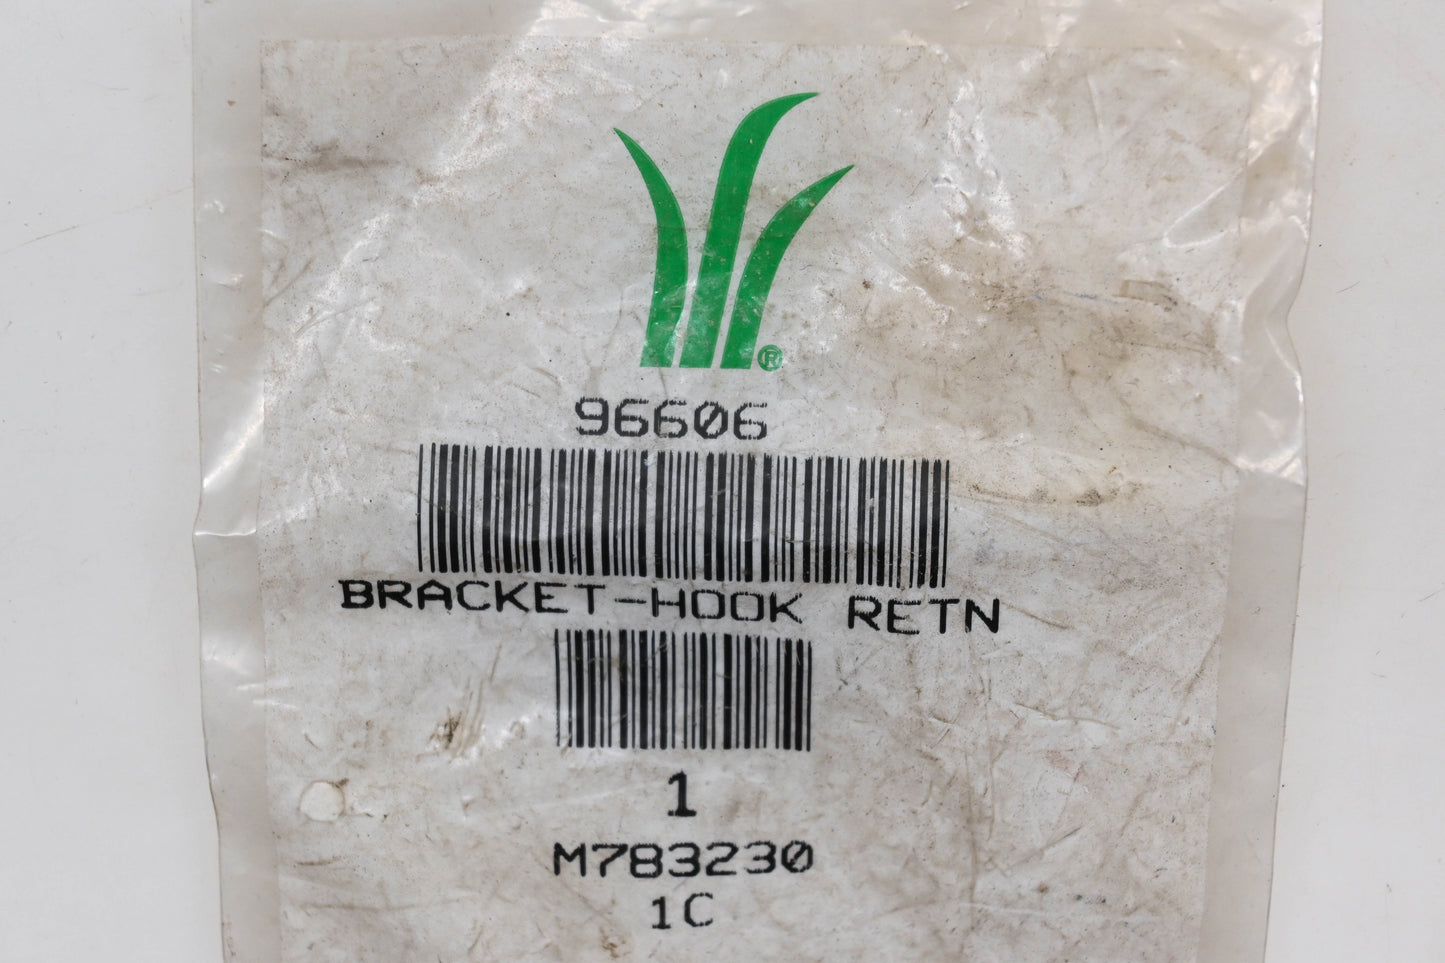 ®
96606
BRACKET-HOOK RETN
1
M783230
1C